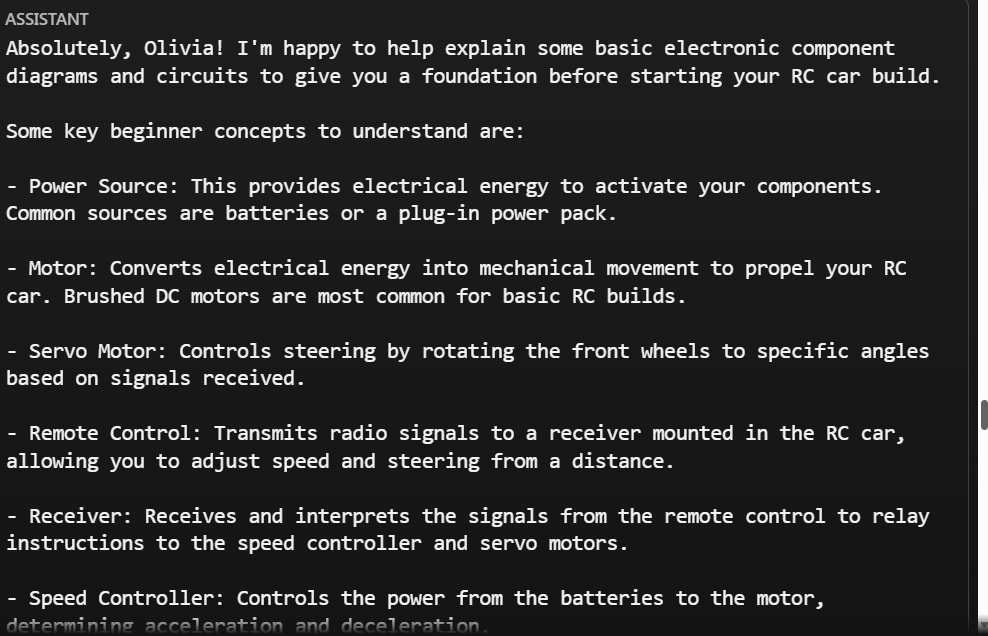 ASSISTANT
Absolutely, Olivia! I'm happy to help explain some basic electronic component
diagrams and circuits to give you a foundation before starting your RC car build.
Some key beginner concepts to understand are:
- Power Source: This provides electrical energy to activate your components.
Common sources are batteries or a plug-in power pack.
- Motor: Converts electrical energy into mechanical movement to propel your RC
car. Brushed DC motors are most common for basic RC builds.
- Servo Motor: Controls steering by rotating the front wheels to specific angles
based on signals received.
- Remote Control: Transmits radio signals to a receiver mounted in the RC car,
allowing you to adjust speed and steering from a distance.
- Receiver: Receives and interprets the signals from the remote control to relay
instructions to the speed controller and servo motors.
- Speed Controller: Controls the power from the batteries to the motor,
determining acceleration and deceleration.